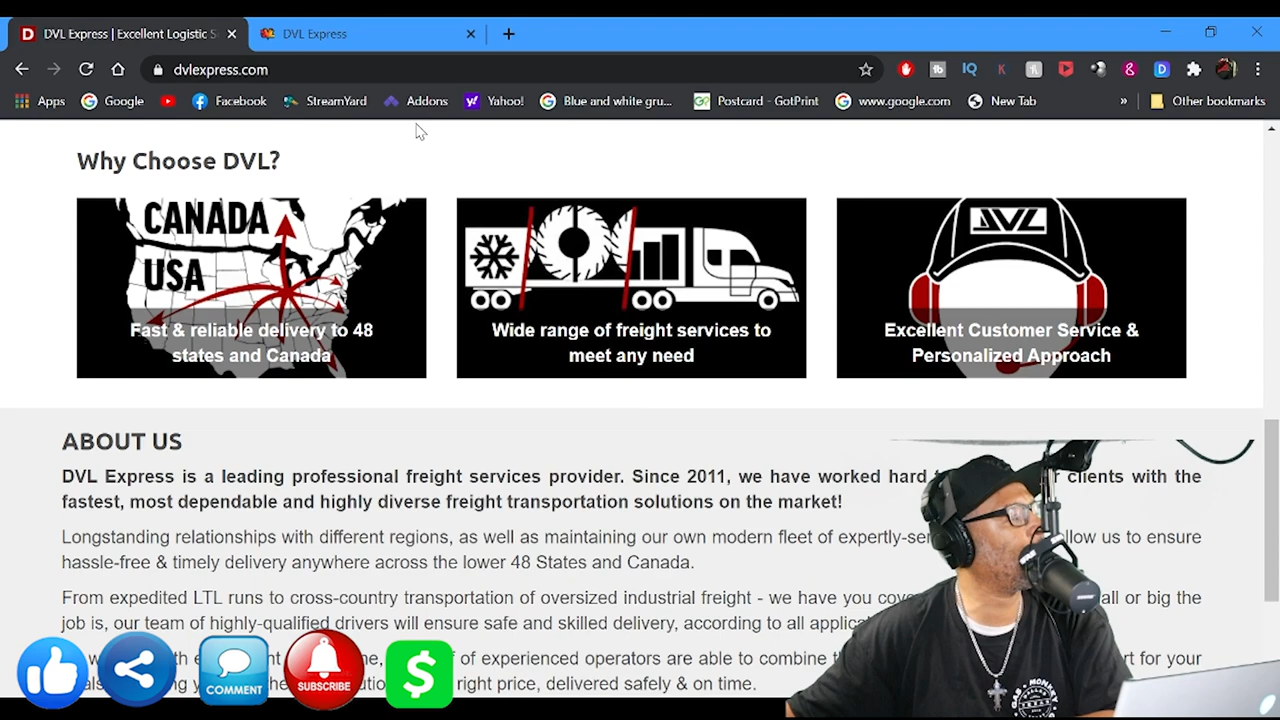 DVL Express | Excellent Logistic S
DVL Express
dvlexpress.com
Apps Google Facebook StreamYard Addons Yahoo! Blue and white gru... Postcard - GotPrint www.google.com New Tab » Other bookmarks
Why Choose DVL?
CANADA
USA
Fast & reliable delivery to 48
states and Canada
Wide range of freight services to
meet any need
DVL
Excellent Customer Service &
Personalized Approach
ABOUT US
DVL Express is a leading professional freight services provider. Since 2011, we have worked hard clients with the
fastest, most dependable and highly diverse freight transportation solutions on the market!
Longstanding relationships with different regions, as well as maintaining our own modern fleet of us to ensure
hassle-free & timely delivery anywhere across the lower 48 States and Canada.
From expedited LTL runs to cross-country transportation of oversized industrial freight - we have you or big the
job is, our team of highly-qualified drivers will ensure safe and skilled delivery, according to all
of experienced operators are able to combine for your
right price, delivered safely & on time.
COMMENT
SUBSCRIBE
$
GAS MONKEY
DALLAS
TEXAS